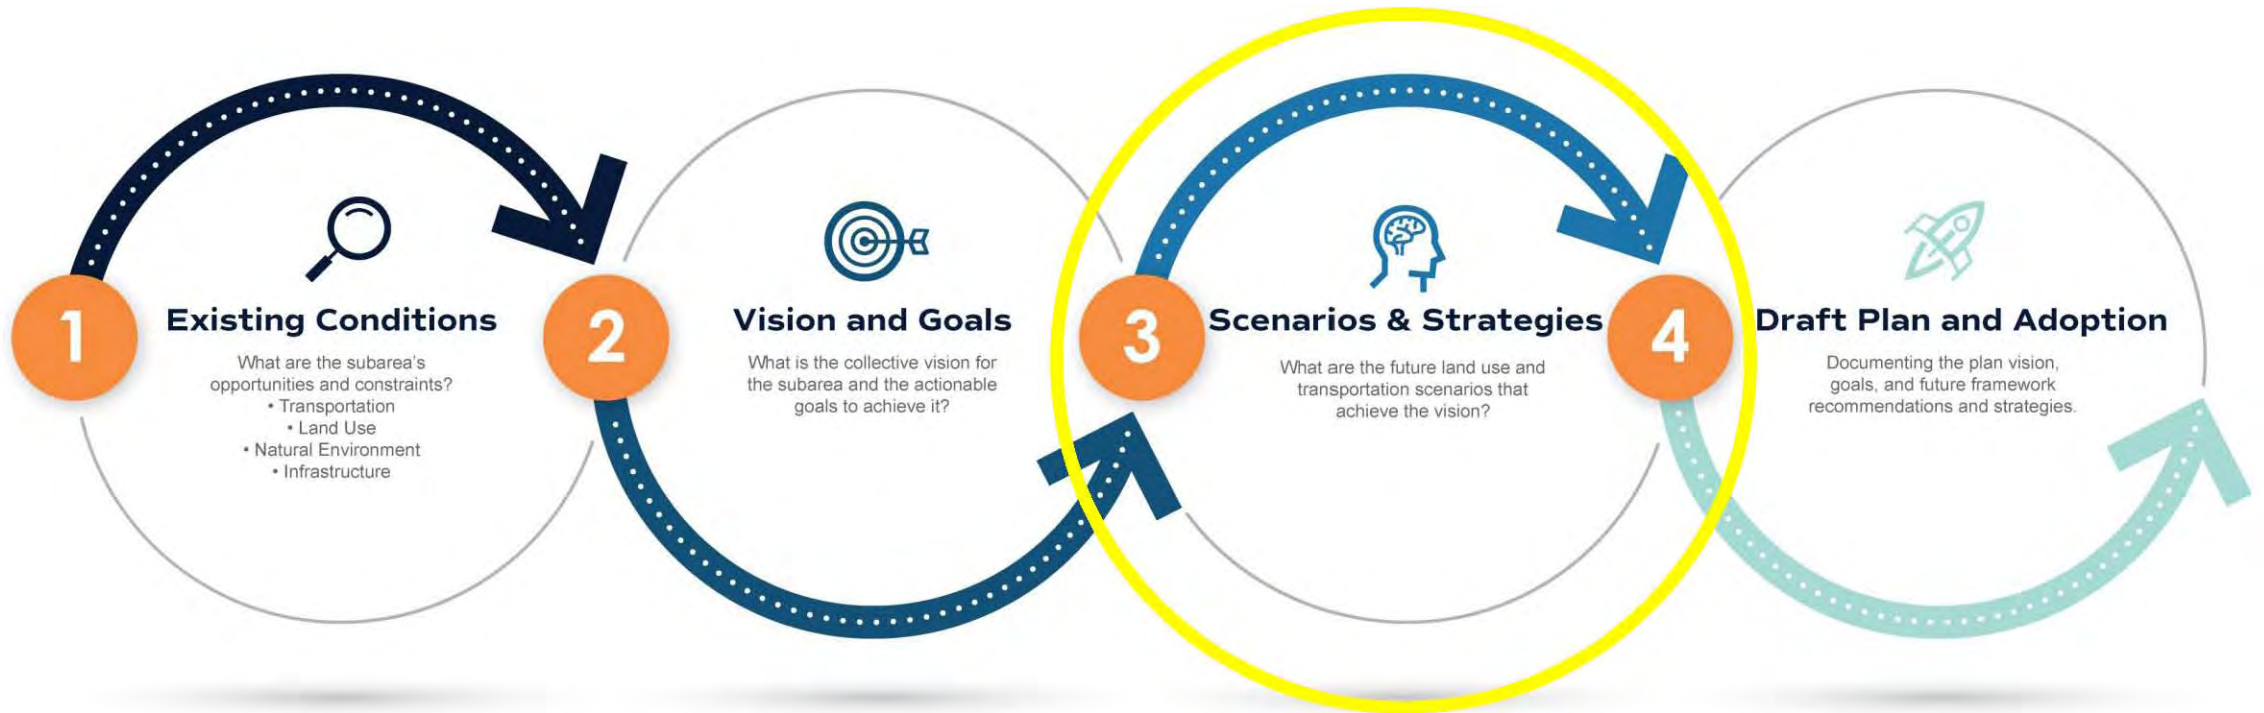 1
Existing Conditions
What are the subarea's
opportunities and constraints?
• Transportation
• Land Use
• Natural Environment
• Infrastructure
2
Vision and Goals
What is the collective vision for
the subarea and the actionable
goals to achieve it?
3
Scenarios & Strategies
What are the future land use and
transportation scenarios that
achieve the vision?
4
Draft Plan and Adoption
Documenting the plan vision,
goals, and future framework
recommendations and strategies.